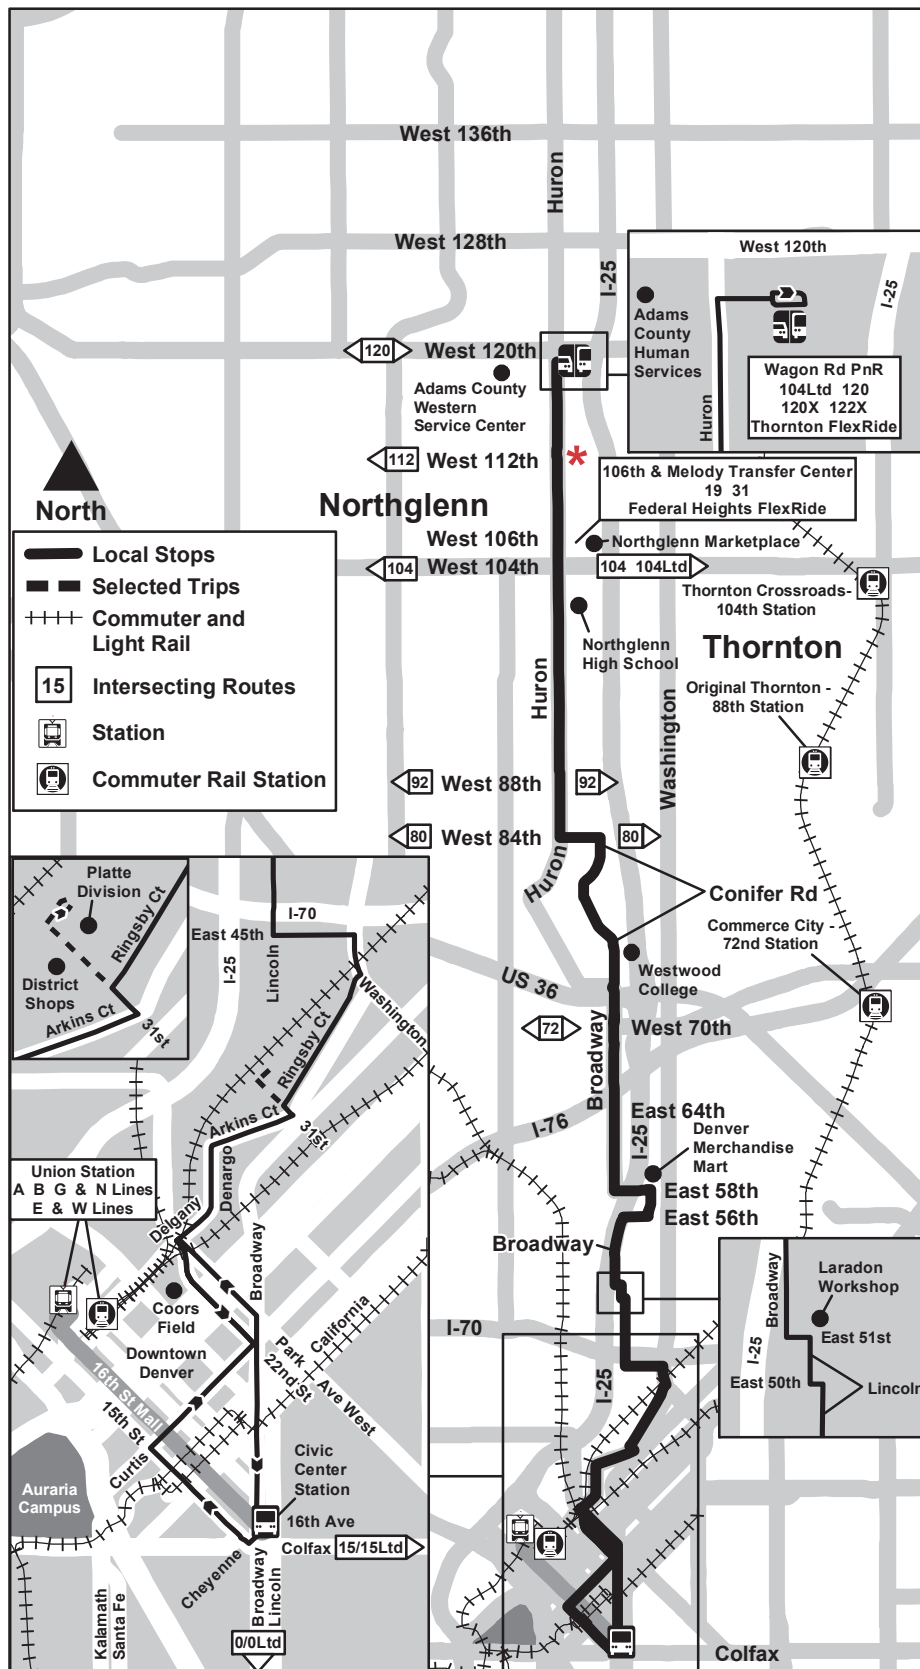 West 136th
Huron
West 128th
I-25
West 120th
I-25
Adams
County
Human
Services
Huron
Wagon Rd PnR
104Ltd 120
120X 122X
Thornton FlexRide
120
West 120th
Adams County
Western
Service Center
112
West 112th
*
106th & Melody Transfer Center
19 31
Federal Heights FlexRide
North
Northglenn
West 106th
Northglenn Marketplace
104
West 104th
104 104Ltd
Thornton Crossroads-
104th Station
Northglenn
High School
Thornton
Local Stops
Selected Trips
Commuter and
Light Rail
15
Intersecting Routes
Station
Commuter Rail Station
Huron
Washington
Original Thornton -
88th Station
92
West 88th
92
80
West 84th
80
Huron
Conifer Rd
Commerce City -
72nd Station
US 36
Westwood
College
72
West 70th
Broadway
I-76
East 64th
I-25
Denver
Merchandise
Mart
East 58th
East 56th
Broadway
I-70
I-25
Colfax
Broadway
Laradon
Workshop
I-25
East 51st
East 50th
Lincoln
Platte
Division
Ringsby Ct
District
Shops
Arkins Ct
31st
I-70
East 45th
I-25
Lincoln
Washington
Ringsby Ct
Arkins Ct
31st
Denargo
Union Station
A B G & N Lines
E & W Lines
Delgany
Broadway
Coors
Field
California
Downtown
Denver
Park Ave West
22nd St
16th St Mall
15th St
Curtis
Civic
Center
Station
Auraria
Campus
16th Ave
Colfax
15/15Ltd
Cheyenne
Broadway
Lincoln
Kalamath
Santa Fe
0/0Ltd